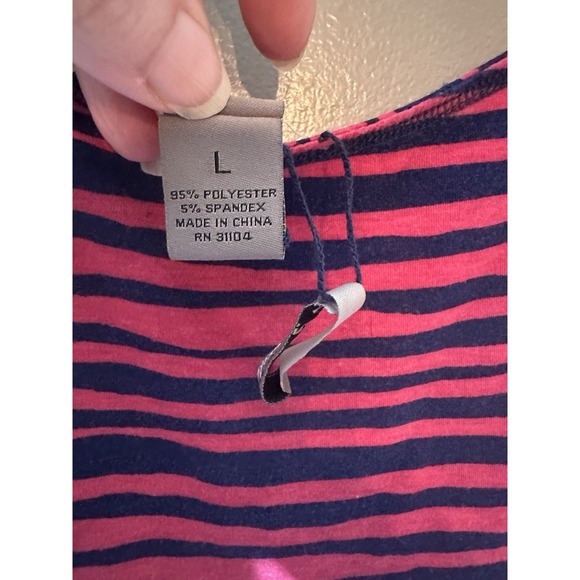 L
95% POLYESTER
5% SPANDEX
MADE IN CHINA
RN 31104